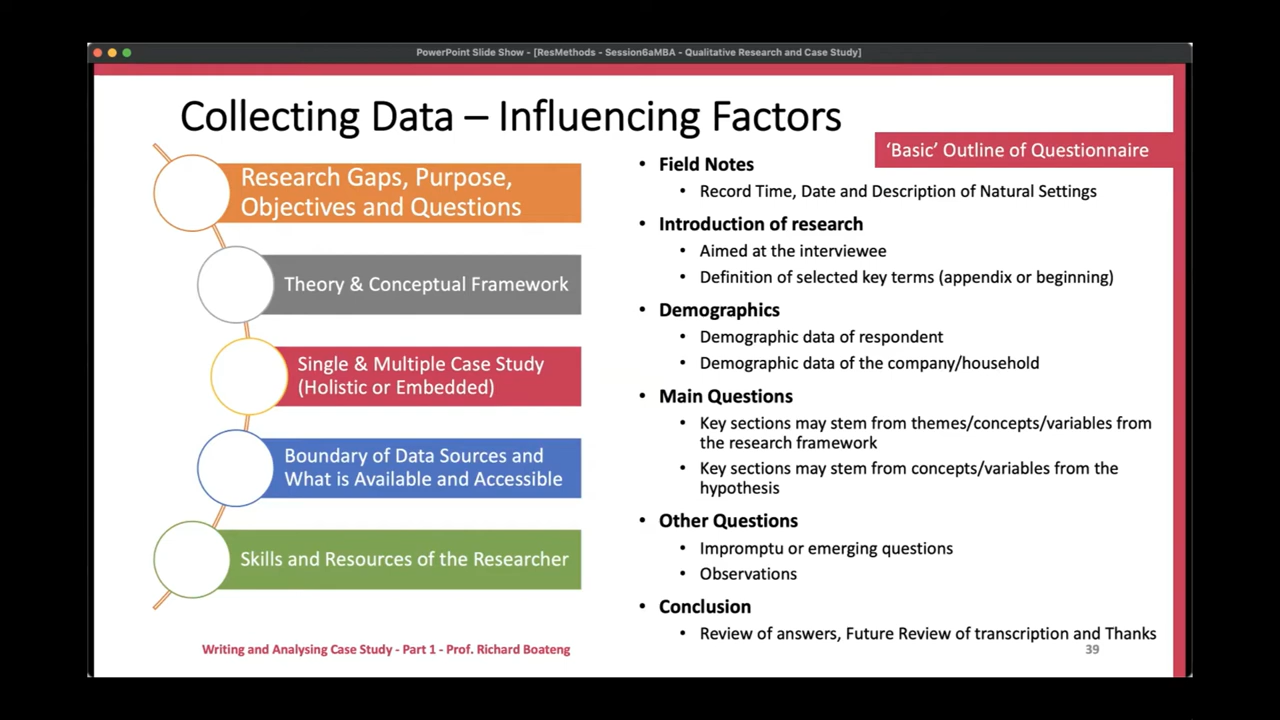 PowerPoint Slide Show - [ResMethods - Session6aMBA - Qualitative Research and Case Study]
Collecting Data – Influencing Factors
‘Basic’ Outline of Questionnaire
Research Gaps, Purpose,
Objectives and Questions
Theory & Conceptual Framework
Single & Multiple Case Study
(Holistic or Embedded)
Boundary of Data Sources and
What is Available and Accessible
Skills and Resources of the Researcher
• Field Notes
• Record Time, Date and Description of Natural Settings
• Introduction of research
• Aimed at the interviewee
• Definition of selected key terms (appendix or beginning)
• Demographics
• Demographic data of respondent
• Demographic data of the company/household
• Main Questions
• Key sections may stem from themes/concepts/variables from
the research framework
• Key sections may stem from concepts/variables from the
hypothesis
• Other Questions
• Impromptu or emerging questions
• Observations
• Conclusion
• Review of answers, Future Review of transcription and Thanks
Writing and Analysing Case Study - Part 1 - Prof. Richard Boateng
39